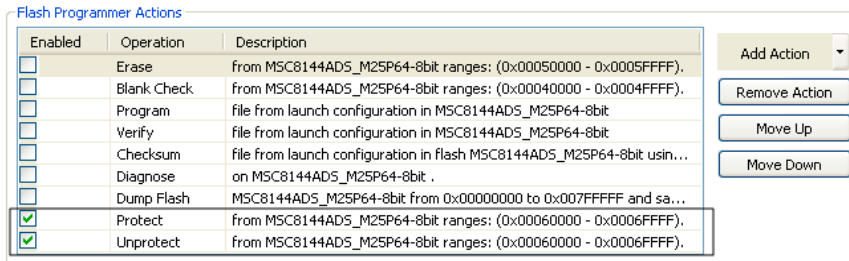 Flash Programmer Actions
Enabled Operation Description
Erase from MSC8144ADS_M25P64-8bit ranges: (0x00050000 - 0x0005FFFF).
Blank Check from MSC8144ADS_M25P64-8bit ranges: (0x00040000 - 0x0004FFFF).
Program file from launch configuration in MSC8144ADS_M25P64-8bit
Verify file from launch configuration in MSC8144ADS_M25P64-8bit
Checksum file from launch configuration in flash MSC8144ADS_M25P64-8bit usin...
Diagnose on MSC8144ADS_M25P64-8bit .
Dump Flash MSC8144ADS_M25P64-8bit from 0x00000000 to 0x007FFFFF and sa...
Protect from MSC8144ADS_M25P64-8bit ranges: (0x00060000 - 0x0006FFFF).
Unprotect from MSC8144ADS_M25P64-8bit ranges: (0x00060000 - 0x0006FFFF).
Add Action
Remove Action
Move Up
Move Down